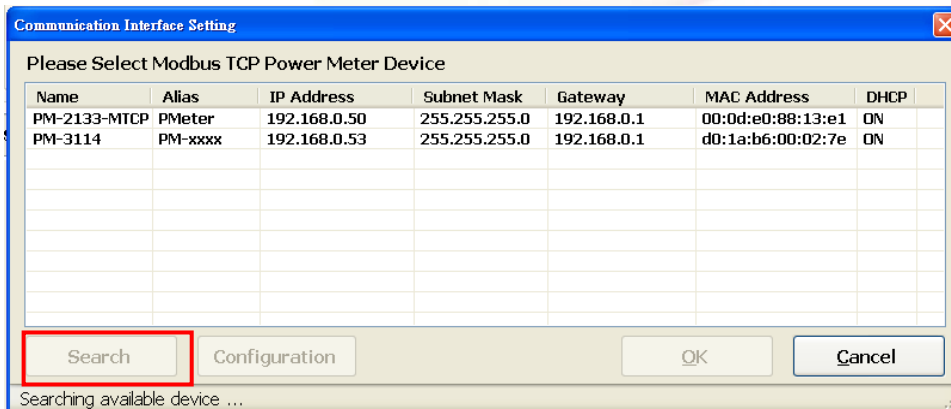 Communication Interface Setting
Please Select Modbus TCP Power Meter Device
Name Alias IP Address Subnet Mask Gateway MAC Address DHCP
PM-2133-MTCP PMeter 192.168.0.50 255.255.255.0 192.168.0.1 00:0d:e0:88:13:e1 ON
PM-3114 PM-xxxx 192.168.0.53 255.255.255.0 192.168.0.1 d0:1a:b6:00:02:7e ON
Search Configuration OK Cancel
Searching available device ...